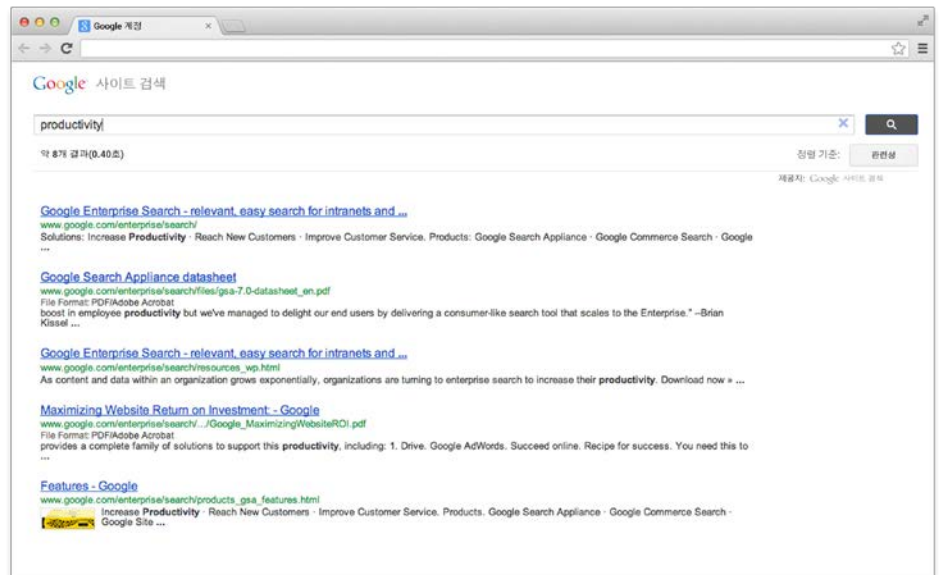 Google 계정
Google 사이트 검색
productivity
약 8개 결과(0.40초)
정렬 기준:
관련성
제공자: Google 사이트 검색
Google Enterprise Search - relevant, easy search for intranets and ...
www.google.com/enterprise/search/
Solutions: Increase Productivity · Reach New Customers · Improve Customer Service. Products: Google Search Appliance · Google Commerce Search · Google
...
Google Search Appliance datasheet
www.google.com/enterprise/search/files/gsa-7.0-datasheet_en.pdf
File Format: PDF/Adobe Acrobat
boost in employee productivity but we've managed to delight our end users by delivering a consumer-like search tool that scales to the Enterprise." --Brian
Kissel ...
Google Enterprise Search - relevant, easy search for intranets and ...
www.google.com/enterprise/search/resources_wp.html
As content and data within an organization grows exponentially, organizations are turning to enterprise search to increase their productivity. Download now » ...
Maximizing Website Return on Investment: - Google
www.google.com/enterprise/search/.../Google_MaximizingWebsiteROI.pdf
File Format: PDF/Adobe Acrobat
provides a complete family of solutions to support this productivity, including: 1. Drive. Google AdWords. Succeed online. Recipe for success. You need this to
...
Features - Google
www.google.com/enterprise/search/products_gsa_features.html
Increase Productivity · Reach New Customers · Improve Customer Service. Products. Google Search Appliance · Google Commerce Search ·
Google Site ...